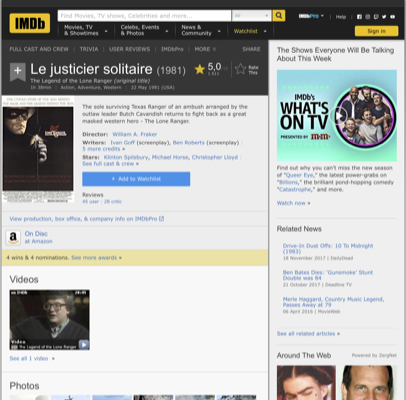 IMDb
Find Movies, TV shows, Celebrities and more...
All
IMDbPro
Help
Movies, TV & Showtimes
Celebs, Events & Photos
News & Community
Watchlist
Sign in
FULL CAST AND CREW | TRIVIA | USER REVIEWS | IMDbPro | MORE
SHARE
Le justicier solitaire (1981)
The Legend of the Lone Ranger (original title)
1h 38min | Action, Adventure, Western | 22 May 1981 (USA)
5,0
Rate This
The sole surviving Texas Ranger of an ambush arranged by the
outlaw leader Butch Cavendish returns to fight back as a great
masked western hero - The Lone Ranger.
Director: William A. Fraker
Writers: Ivan Goff (screenplay), Ben Roberts (screenplay) |
5 more credits »
Stars: Klinton Spilsbury, Michael Horse, Christopher Lloyd |
See full cast & crew »
+ Add to Watchlist
Reviews
View production, box office, & company info on IMDbPro
On Disc
at Amazon
4 wins & 4 nominations. See more awards »
Videos
Video
The Legend of the Lone Ranger
See all 1 video »
Photos
The Shows Everyone Will Be Talking
About This Week
IMDb's
WHAT'S
ON TV
PRESENTED BY
Find out why you can't miss the new season
of "Queer Eye," the latest power-grabs on
"Billions," the brilliant pond-hopping comedy
"Catastrophe," and more.
Watch now »
Related News
Drive-In Dust Offs: 10 To Midnight
(1983)
18 November 2017 | DailyDead
Ben Bates Dies: 'Gunsmoke' Stunt
Double was 84
21 October 2017 | Deadline TV
Merle Haggard, Country Music Legend,
Passes Away at 79
06 April 2016 | MovieWeb
See all related articles »
Around The Web
Powered by ZergNet